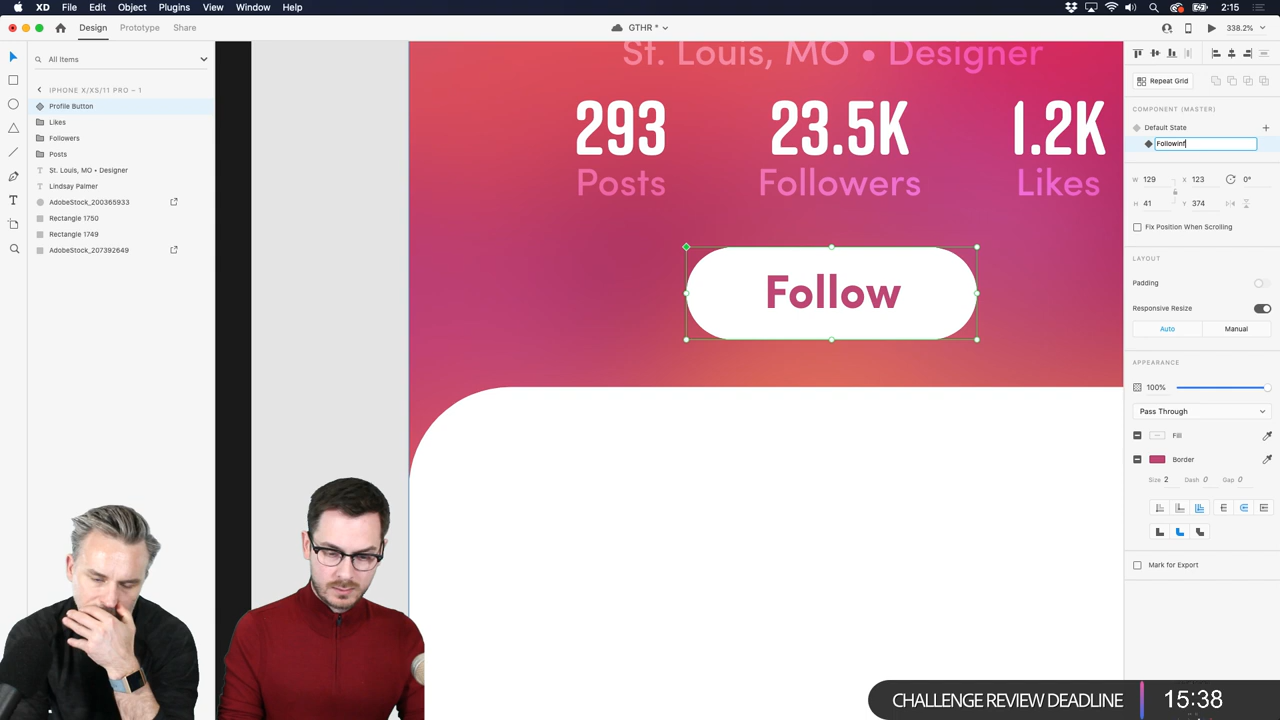 XD File Edit Object Plugins View Window Help 2:15
Design Prototype Share GTHR * 338.2%
All Items
IPHONE X/XS/11 PRO – 1
Profile Button
Likes
Followers
Posts
St. Louis, MO • Designer
Lindsay Palmer
AdobeStock_200365933
Rectangle 1750
Rectangle 1749
AdobeStock_207392649
St. Louis, MO • Designer
293 23.5K 1.2K
Posts Followers Likes
Follow
Repeat Grid
COMPONENT (MASTER)
Default State
Followinf
W 129 X 123 0°
H 41 Y 374
Fix Position When Scrolling
LAYOUT
Padding
Responsive Resize
Auto Manual
APPEARANCE
100%
Pass Through
Fill
Border
Size 2 Dash 0 Gap 0
Mark for Export
CHALLENGE REVIEW DEADLINE 15:38